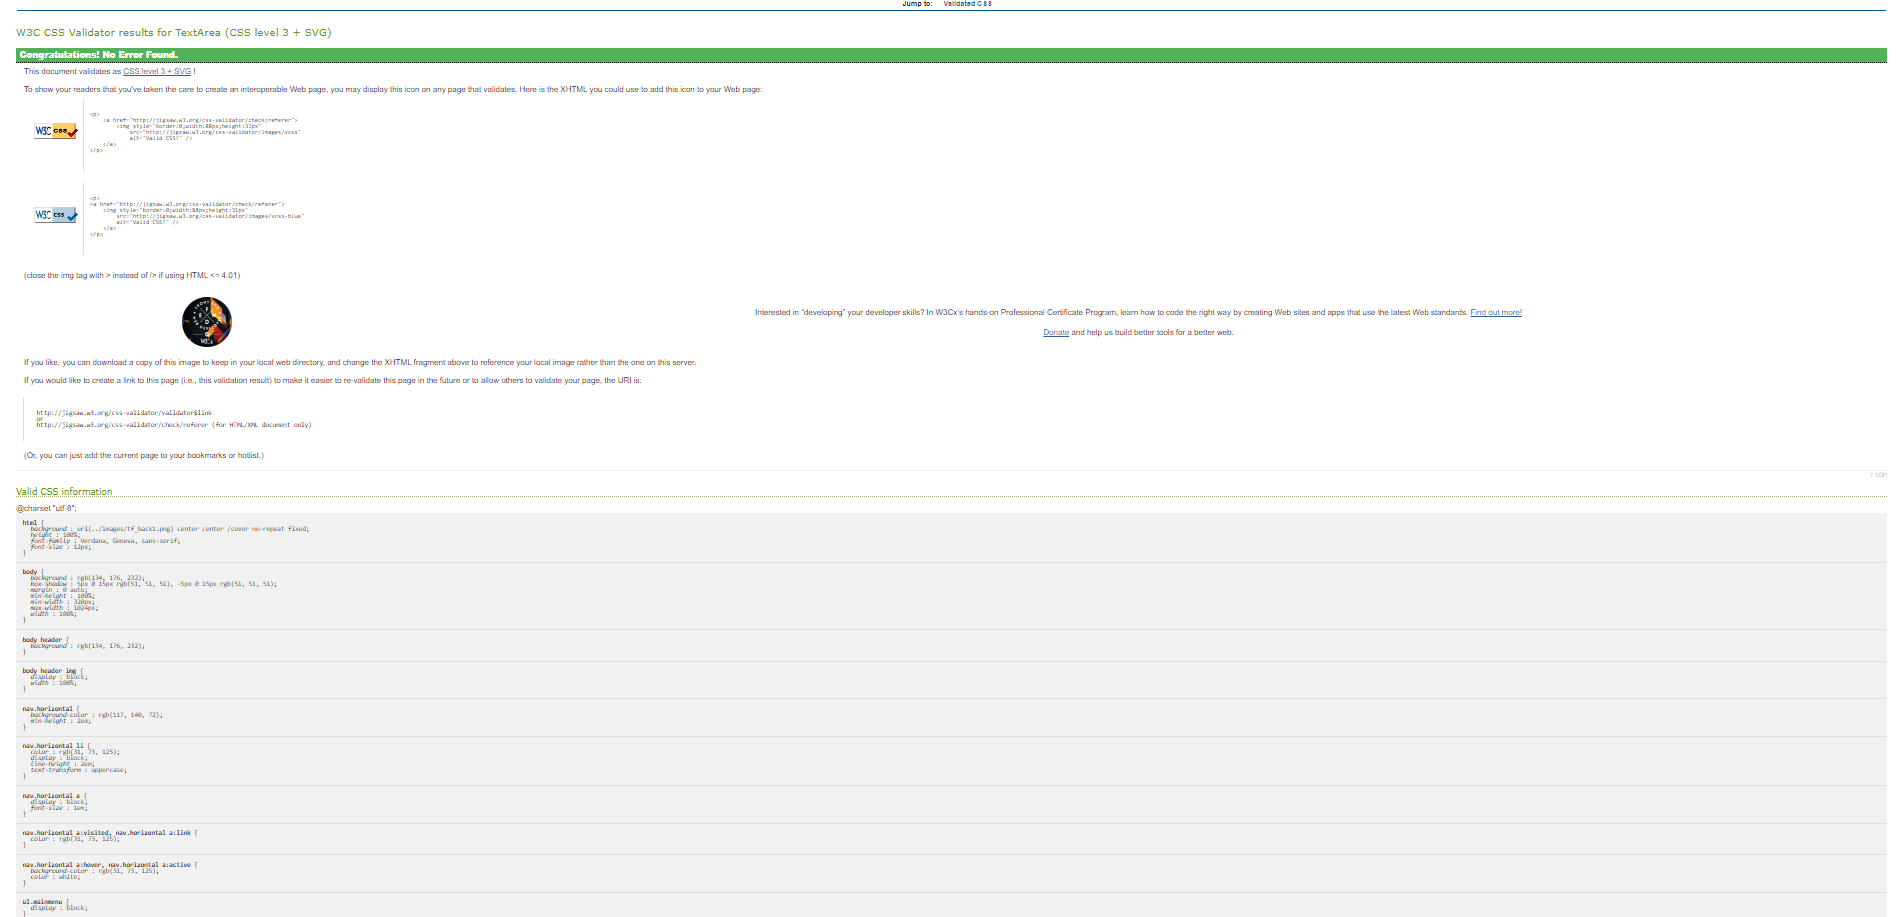 Jump to: Validated CSS
W3C CSS Validator results for TextArea (CSS level 3 + SVG)
Congratulations! No Error Found.
This document validates as CSS level 3 + SVG !
To show your readers that you've taken the care to create an interoperable Web page, you may display this icon on any page that validates. Here is the XHTML you could use to add this icon to your Web page:
W3C css
<p>
<a href="http://jigsaw.w3.org/css-validator/check/referer">
<img style="border:0;width:88px;height:31px"
src="http://jigsaw.w3.org/css-validator/images/vcss"
alt="Valid CSS!" />
</a>
</p>
W3C css
<p>
<a href="http://jigsaw.w3.org/css-validator/check/referer">
<img style="border:0;width:88px;height:31px"
src="http://jigsaw.w3.org/css-validator/images/vcss-blue"
alt="Valid CSS!" />
</a>
</p>
(close the img tag with > instead of /> if using HTML <= 4.01)
W3Cx
Interested in "developing" your developer skills? In W3Cx's hands-on Professional Certificate Program, learn how to code the right way by creating Web sites and apps that use the latest Web standards. Find out more!
Donate and help us build better tools for a better web.
If you like, you can download a copy of this image to keep in your local web directory, and change the XHTML fragment above to reference your local image rather than the one on this server.
If you would like to create a link to this page (i.e., this validation result) to make it easier to re-validate this page in the future or to allow others to validate your page, the URI is:
http://jigsaw.w3.org/css-validator/validator$link
or
http://jigsaw.w3.org/css-validator/check/referer (for HTML/XML document only)
(Or, you can just add the current page to your bookmarks or hotlist.)
↑ TOP
Valid CSS information
@charset "utf-8";
html {
background : url(../images/tf_back1.png) center center /cover no-repeat fixed;
height : 100%;
font-family : Verdana, Geneva, sans-serif;
font-size : 12px;
}
body {
background : rgb(134, 176, 232);
box-shadow : 5px 0 15px rgb(51, 51, 51), -5px 0 15px rgb(51, 51, 51);
margin : 0 auto;
min-height : 100%;
min-width : 320px;
max-width : 1024px;
width : 100%;
}
body header {
background : rgb(134, 176, 232);
}
body header img {
display : block;
width : 100%;
}
nav.horizontal {
background-color : rgb(117, 140, 72);
min-height : 2em;
}
nav.horizontal li {
color : rgb(31, 73, 125);
display : block;
line-height : 2em;
text-transform : uppercase;
}
nav.horizontal a {
display : block;
font-size : 1em;
}
nav.horizontal a:visited, nav.horizontal a:link {
color : rgb(31, 73, 125);
}
nav.horizontal a:hover, nav.horizontal a:active {
background-color : rgb(31, 73, 125);
color : white;
}
ul.mainmenu {
display : block;
}